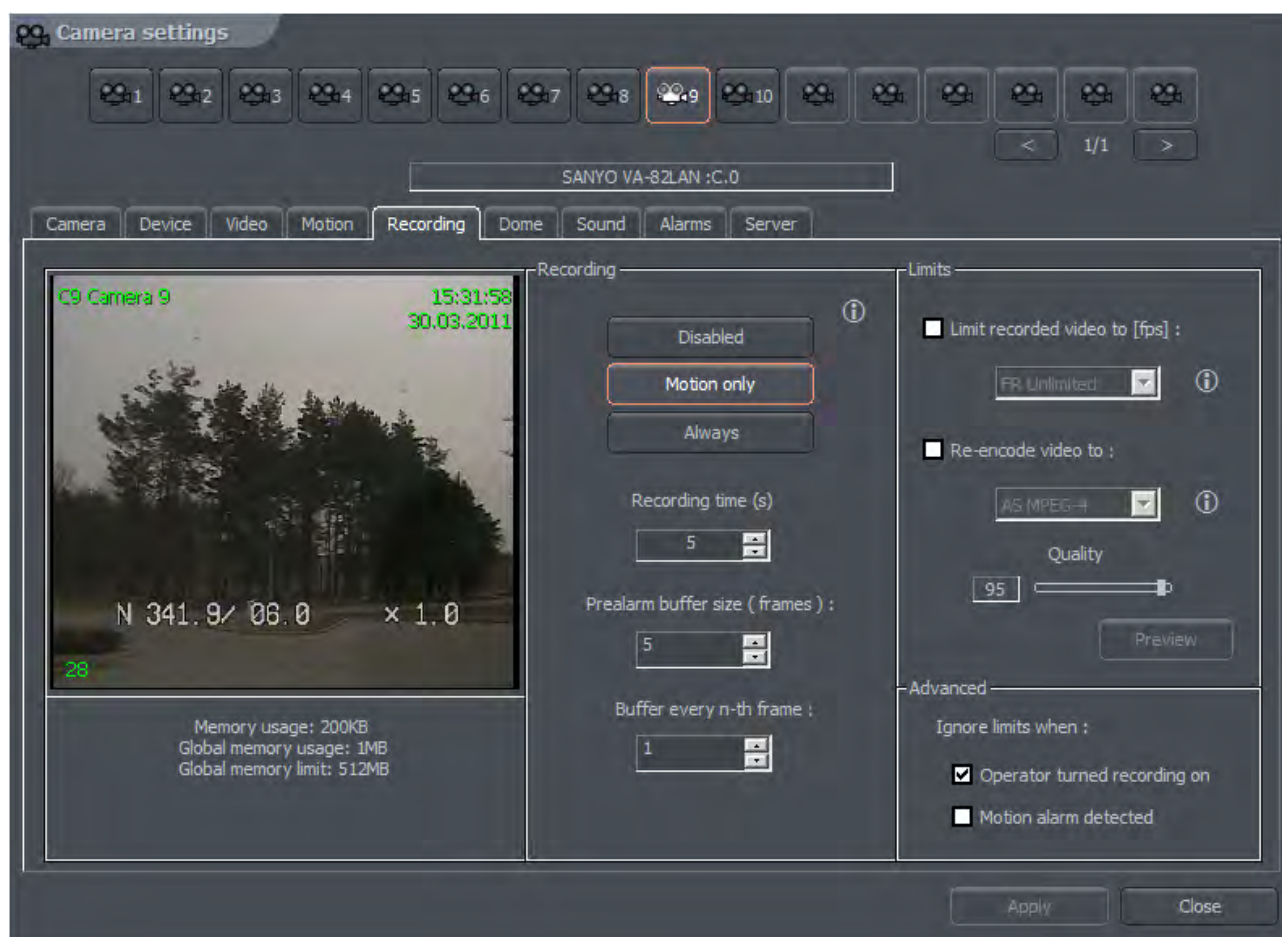 Camera settings
1 2 3 4 5 6 7 8 9 10
< 1/1 >
SANYO VA-82LAN :C.0
Camera Device Video Motion Recording Dome Sound Alarms Server
C9 Camera 9 15:31:58
30.03.2011
N 341.9/ 06.0 x 1.0
28
Memory usage: 200KB
Global memory usage: 1MB
Global memory limit: 512MB
Recording
Disabled
Motion only
Always
Recording time (s)
5
Prealarm buffer size ( frames ) :
5
Buffer every n-th frame :
1
Limits
Limit recorded video to [fps] :
FR Unlimited
Re-encode video to :
AS MPEG-4
Quality
95
Preview
Advanced
Ignore limits when :
Operator turned recording on
Motion alarm detected
Apply Close